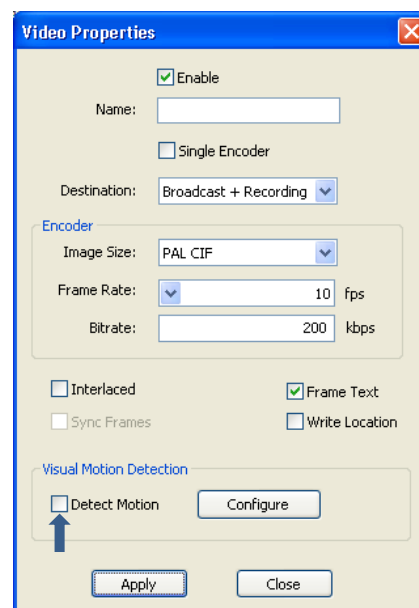 Video Properties
Enable
Name:
Single Encoder
Destination: Broadcast + Recording
Encoder
Image Size: PAL CIF
Frame Rate: 10 fps
Bitrate: 200 kbps
Interlaced Frame Text
Sync Frames Write Location
Visual Motion Detection
Detect Motion Configure
Apply Close